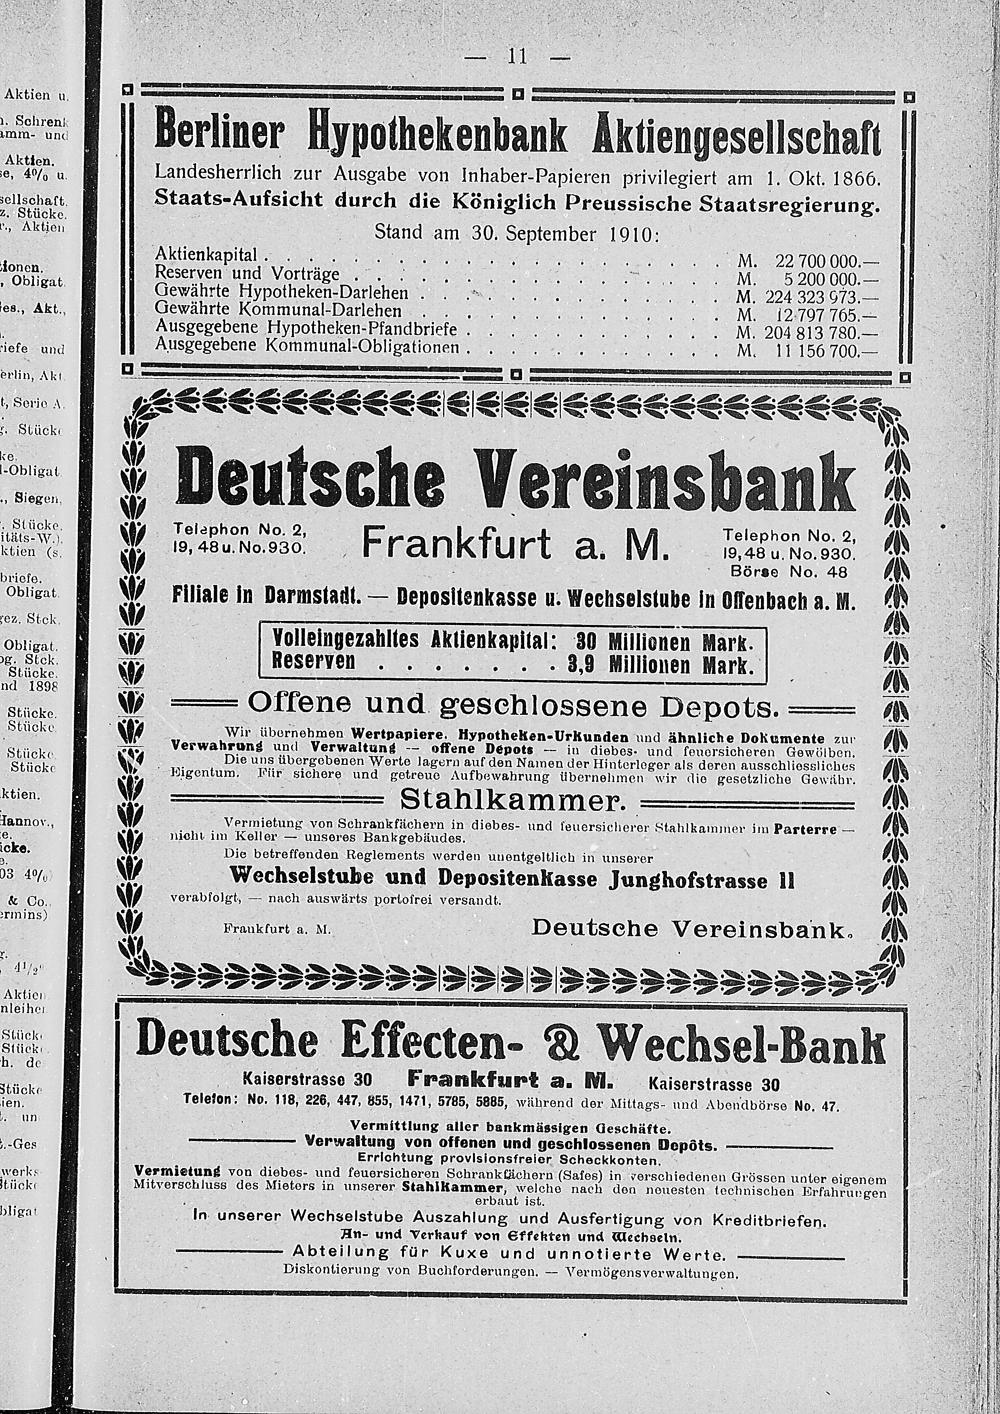 — 11 —
Berliner Hypothekenbank Aktiengesellschaft
Landesherrlich zur Ausgabe von Inhaber-Papieren privilegiert am 1. Okt. 1866.
Staats-Aufsicht durch die Königlich Preussische Staatsregierung.
Stand am 30. September 1910:
Aktienkapital . . . . . . . . . . . . . . . . . . . . M. 22 700 000.—
Reserven und Vorträge . . . . . . . . . . . . . . . . M. 5 200 000.—
Gewährte Hypotheken-Darlehen . . . . . . . . . . . . . M. 224 323 973.—
Gewährte Kommunal-Darlehen . . . . . . . . . . . . . M. 12 797 765.—
Ausgegebene Hypotheken-Pfandbriefe . . . . . . . . . . . M. 204 813 780.—
Ausgegebene Kommunal-Obligationen . . . . . . . . . . . M. 11 156 700.—
Deutsche Vereinsbank
Telephon No. 2,
19, 48 u. No. 930.
Frankfurt a. M.
Telephon No. 2,
19, 48 u. No. 930.
Börse No. 48
Filiale in Darmstadt. — Depositenkasse u. Wechselstube in Offenbach a. M.
Volleingezahltes Aktienkapital: 30 Millionen Mark.
Reserven . . . . . . . 3,9 Millionen Mark.
Offene und geschlossene Depots.
Wir übernehmen Wertpapiere, Hypotheken-Urkunden und ähnliche Dokumente zur
Verwahrung und Verwaltung — offene Depots — in diebes- und feuersicheren Gewölben.
Die uns übergebenen Werte lagern auf den Namen der Hinterleger als deren ausschliessliches
Eigentum. Für sichere und getreue Aufbewahrung übernehmen wir die gesetzliche Gewähr.
Stahlkammer.
Vermietung von Schrankfächern in diebes- und feuersicherer Stahlkammer im Parterre —
nicht im Keller — unseres Bankgebäudes.
Die betreffenden Reglements werden unentgeltlich in unserer
Wechselstube und Depositenkasse Junghofstrasse 11
verabfolgt, — nach auswärts portofrei versandt.
Frankfurt a. M. Deutsche Vereinsbank.
Deutsche Effecten- & Wechsel-Bank
Kaiserstrasse 30 Frankfurt a. M. Kaiserstrasse 30
Telefon: No. 118, 226, 447, 855, 1471, 5785, 5885, während der Mittags- und Abendbörse No. 47.
Vermittlung aller bankmässigen Geschäfte.
Verwaltung von offenen und geschlossenen Depôts.
Errichtung provisionsfreier Scheckkonten.
Vermietung von diebes- und feuersicheren Schrankfächern (Safes) in verschiedenen Grössen unter eigenem
Mitverschluss des Mieters in unserer Stahlkammer, welche nach den neuesten technischen Erfahrungen
erbaut ist.
In unserer Wechselstube Auszahlung und Ausfertigung von Kreditbriefen.
An- und Verkauf von Effekten und Wechseln.
Abteilung für Kuxe und unnotierte Werte.
Diskontierung von Buchforderungen. — Vermögensverwaltungen.